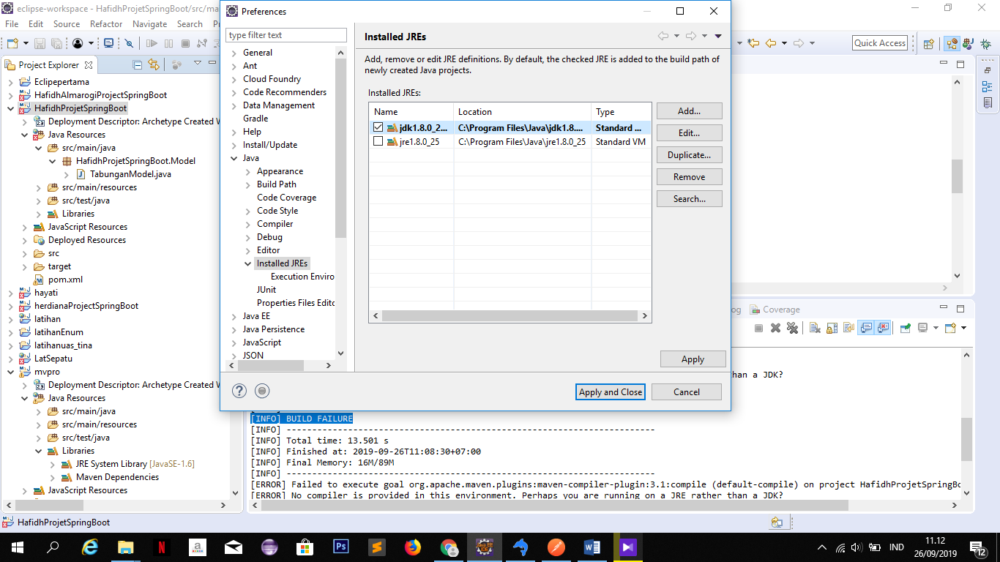 eclipse-workspace - HafidhProjetSpringBoot/src/ma
File Edit Source Refactor Navigate Search
Quick Access
Project Explorer
Eclipepertama
HafidhAlmarogiProjectSpringBoot
HafidhProjetSpringBoot
Deployment Descriptor: Archetype Created W
Java Resources
src/main/java
HafidhProjetSpringBoot.Model
TabunganModel.java
src/main/resources
src/test/java
Libraries
JavaScript Resources
Deployed Resources
src
target
pom.xml
hayati
herdianaProjectSpringBoot
latihan
latihanEnum
latihanuas_tina
LatSepatu
mvpro
Deployment Descriptor: Archetype Created W
Java Resources
src/main/java
src/main/resources
src/test/java
Libraries
JRE System Library [JavaSE-1.6]
Maven Dependencies
JavaScript Resources
HafidhProjetSpringBoot
Preferences
type filter text
General
Ant
Cloud Foundry
Code Recommenders
Data Management
Gradle
Help
Install/Update
Java
Appearance
Build Path
Code Coverage
Code Style
Compiler
Debug
Editor
Installed JREs
Execution Enviro
JUnit
Properties Files Edito
Java EE
Java Persistence
JavaScript
JSON
Installed JREs
Add, remove or edit JRE definitions. By default, the checked JRE is added to the build path of
newly created Java projects.
Installed JREs:
Name Location Type
jdk1.8.0_2... C:\Program Files\Java\jdk1.8.... Standard ...
jre1.8.0_25 C:\Program Files\Java\jre1.8.0_25 Standard VM
Add...
Edit...
Duplicate...
Remove
Search...
Apply
Apply and Close Cancel
og Coverage
han a JDK?
[INFO] BUILD FAILURE
[INFO] ------------------------------------------------------------------------
[INFO] Total time: 13.501 s
[INFO] Finished at: 2019-09-26T11:08:30+07:00
[INFO] Final Memory: 16M/89M
[INFO] ------------------------------------------------------------------------
[ERROR] Failed to execute goal org.apache.maven.plugins:maven-compiler-plugin:3.1:compile (default-compile) on project HafidhProjetSpringBo
[ERROR] No compiler is provided in this environment. Perhaps you are running on a JRE rather than a JDK?
IND
11.12
26/09/2019
12